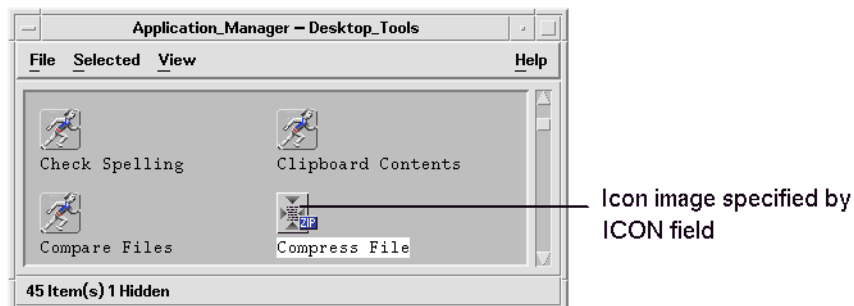 Application_Manager – Desktop_Tools
File Selected View Help
Check Spelling Clipboard Contents
ZIP
Compare Files Compress File
Icon image specified by
ICON field
45 Item(s) 1 Hidden